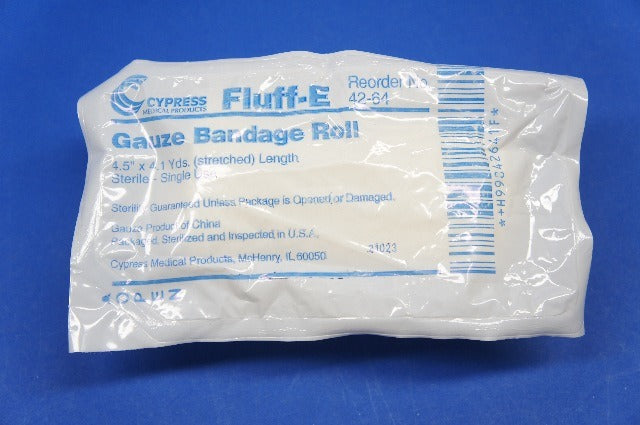 CYPRESS
MEDICAL PRODUCTS
Fluff-E
Reorder No.
42-64
Gauze Bandage Roll
4.5" x 4.1 Yds. (stretched) Length
Sterile - Single Use
Sterility Guaranteed Unless Package is Opened or Damaged.
Gauze Product of China
Packaged, Sterilized and Inspected in U.S.A.
Cypress Medical Products, McHenry, IL 60050
21023
OPEN